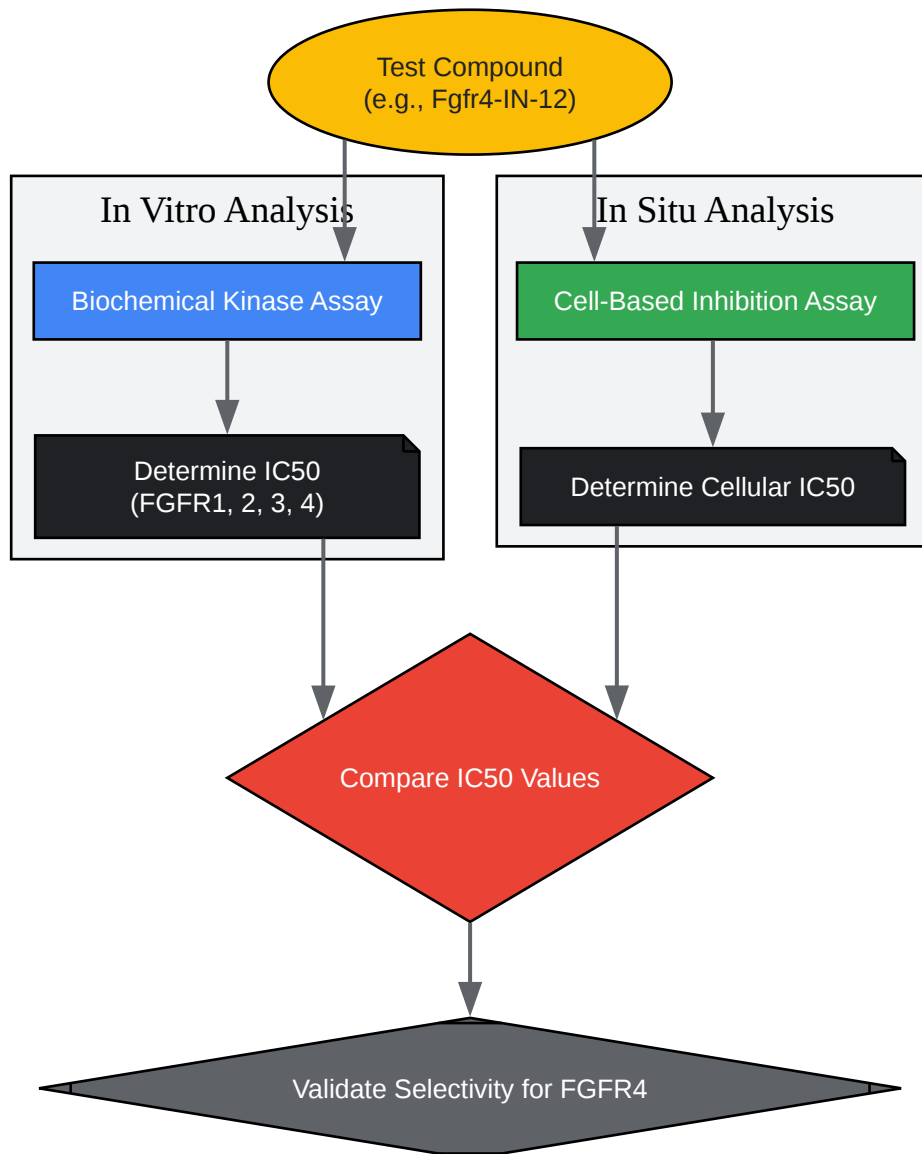 Test Compound
(e.g., Fgfr4-IN-12)
In Vitro Analysis
In Situ Analysis
Biochemical Kinase Assay
Cell-Based Inhibition Assay
Determine IC50
(FGFR1, 2, 3, 4)
Determine Cellular IC50
Compare IC50 Values
Validate Selectivity for FGFR4